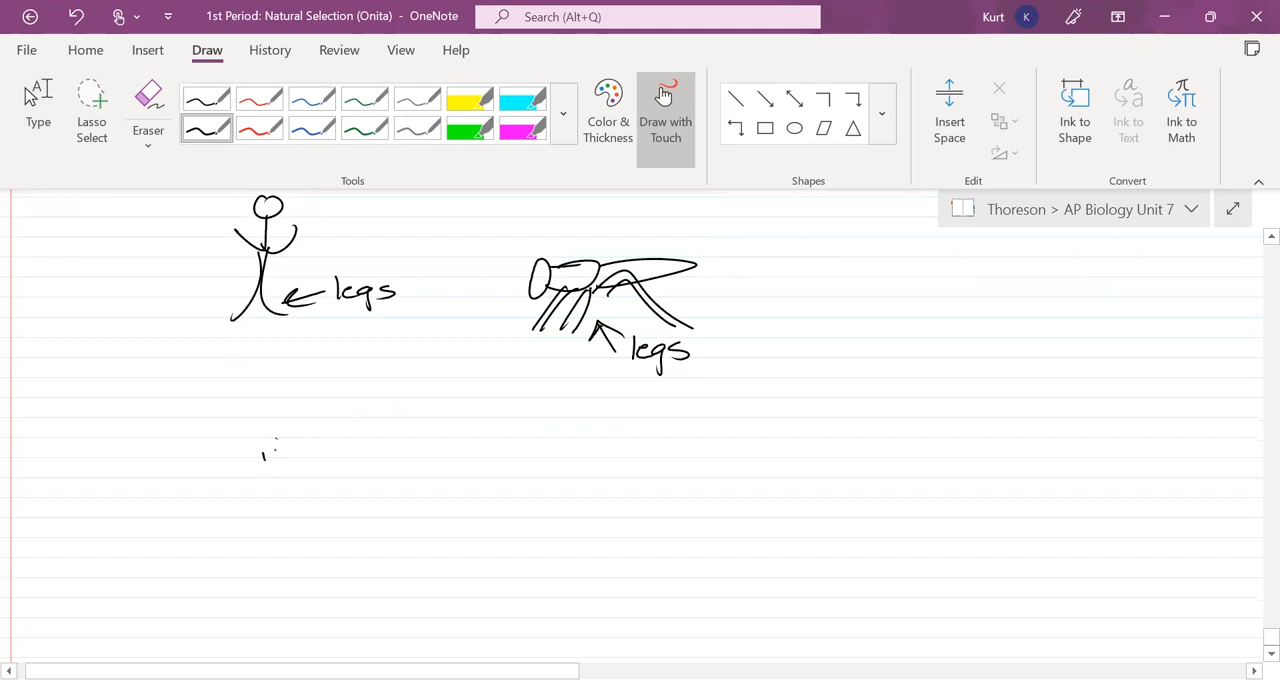 1st Period: Natural Selection (Onita) - OneNote
Search (Alt+Q)
Kurt
K
File Home Insert Draw History Review View Help
Type
Lasso Select
Eraser
Color & Thickness
Draw with Touch
Insert Space
Ink to Shape
Ink to Text
Ink to Math
Tools
Shapes
Edit
Convert
Thoreson > AP Biology Unit 7
legs
legs